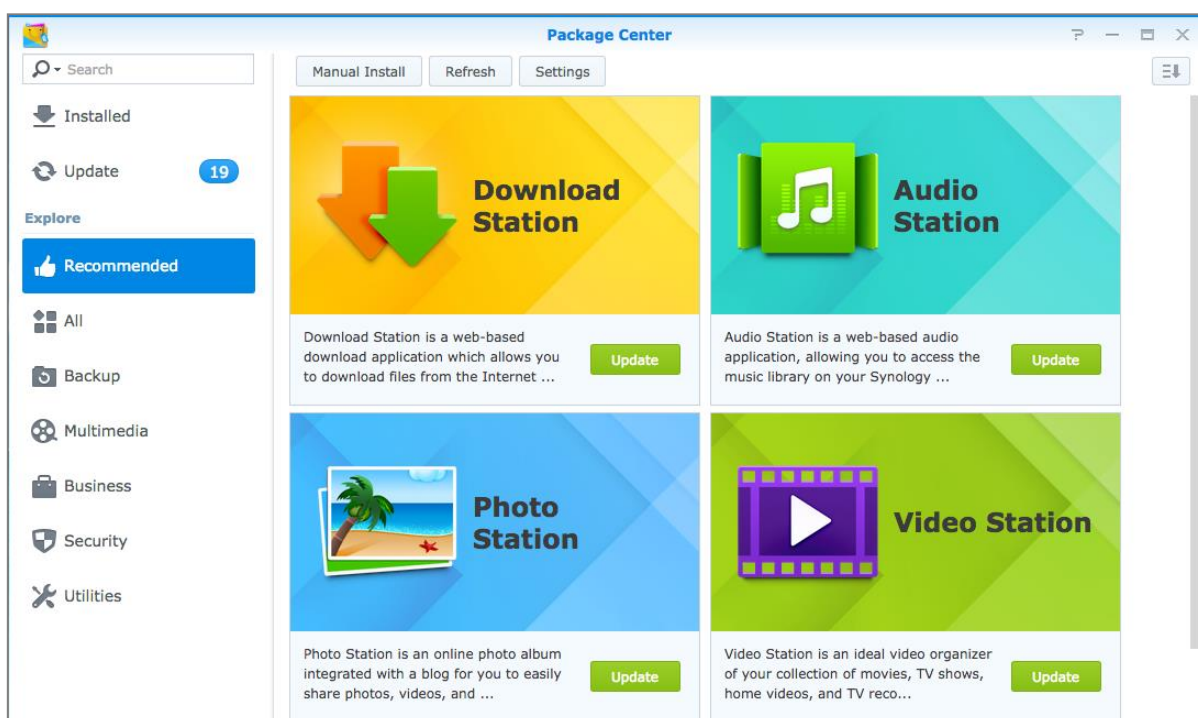 Package Center
Search
Manual Install
Refresh
Settings
Installed
Update
19
Explore
Recommended
All
Backup
Multimedia
Business
Security
Utilities
Download
Station
Download Station is a web-based
download application which allows you
to download files from the Internet ...
Update
Audio
Station
Audio Station is a web-based audio
application, allowing you to access the
music library on your Synology ...
Update
Photo
Station
Photo Station is an online photo album
integrated with a blog for you to easily
share photos, videos, and ...
Update
Video Station
Video Station is an ideal video organizer
of your collection of movies, TV shows,
home videos, and TV reco...
Update